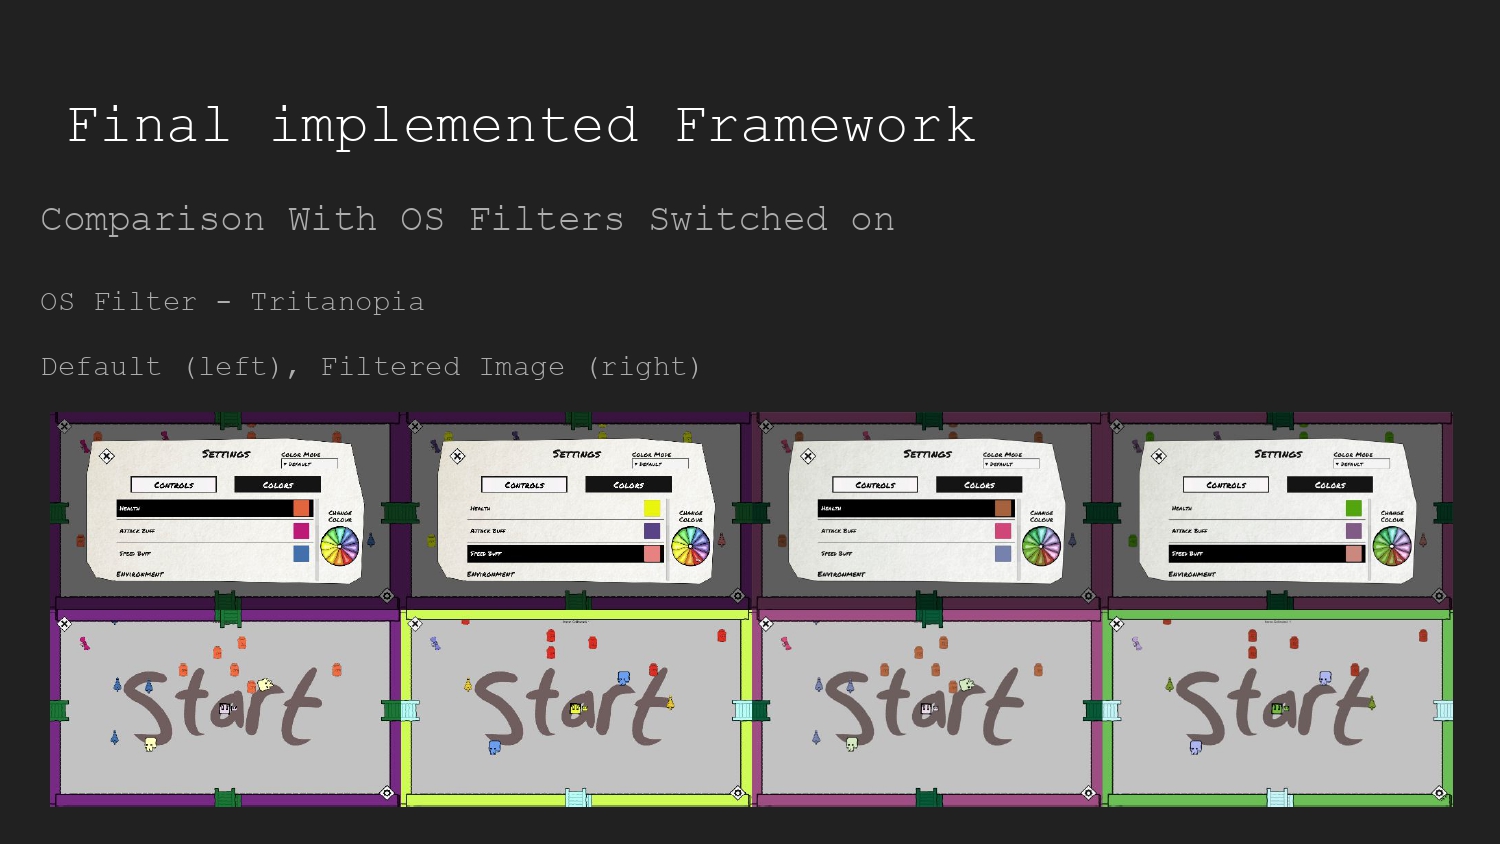 Final implemented Framework
Comparison With OS Filters Switched on
OS Filter - Tritanopia
Default (left), Filtered Image (right)
Settings
Color Mode
Default
Controls
Colors
Health
Attack Buff
Speed Buff
Environment
Change
Colour
Settings
Color Mode
Default
Controls
Colors
Health
Attack Buff
Speed Buff
Environment
Change
Colour
Settings
Color Mode
Default
Controls
Colors
Health
Attack Buff
Speed Buff
Environment
Change
Colour
Settings
Color Mode
Default
Controls
Colors
Health
Attack Buff
Speed Buff
Environment
Change
Colour
Start
Start
Start
Start